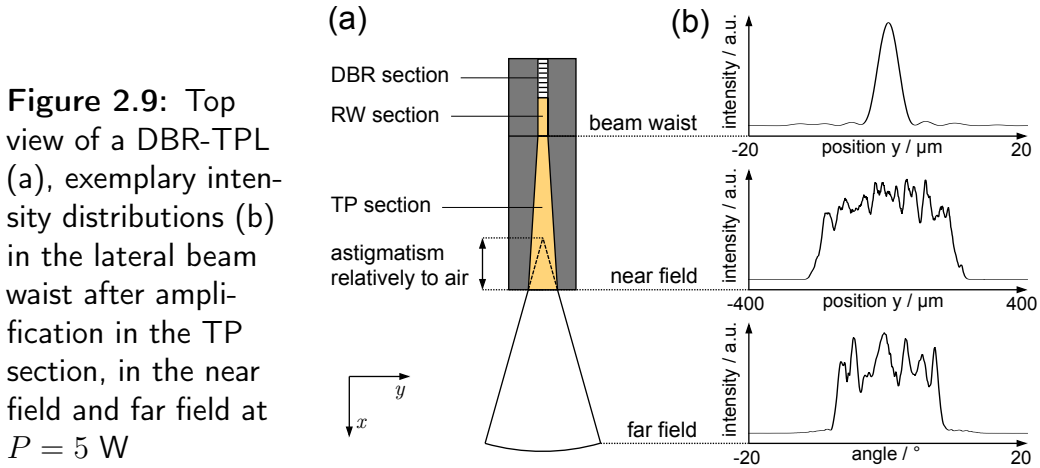 Figure 2.9: Top
view of a DBR-TPL
(a), exemplary inten-
sity distributions (b)
in the lateral beam
waist after ampli-
fication in the TP
section, in the near
field and far field at
P = 5 W
(a)
DBR section
RW section
TP section
astigmatism
relatively to air
y
x
beam waist
near field
far field
(b)
intensity / a.u.
-20
position y / µm
20
intensity / a.u.
-400
position y / µm
400
intensity / a.u.
-20
angle / °
20